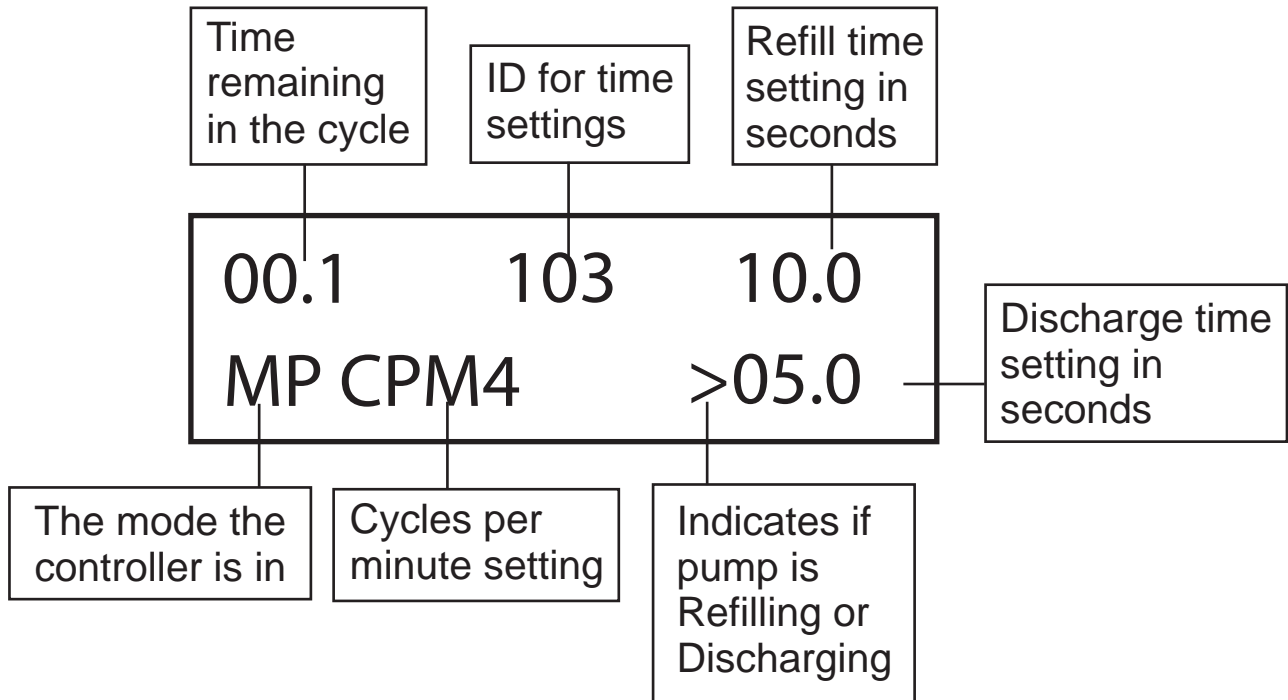 Time
remaining
in the cycle
ID for time
settings
Refill time
setting in
seconds
00.1 103 10.0
MP CPM4 >05.0
Discharge time
setting in
seconds
The mode the
controller is in
Cycles per
minute setting
Indicates if
pump is
Refilling or
Discharging